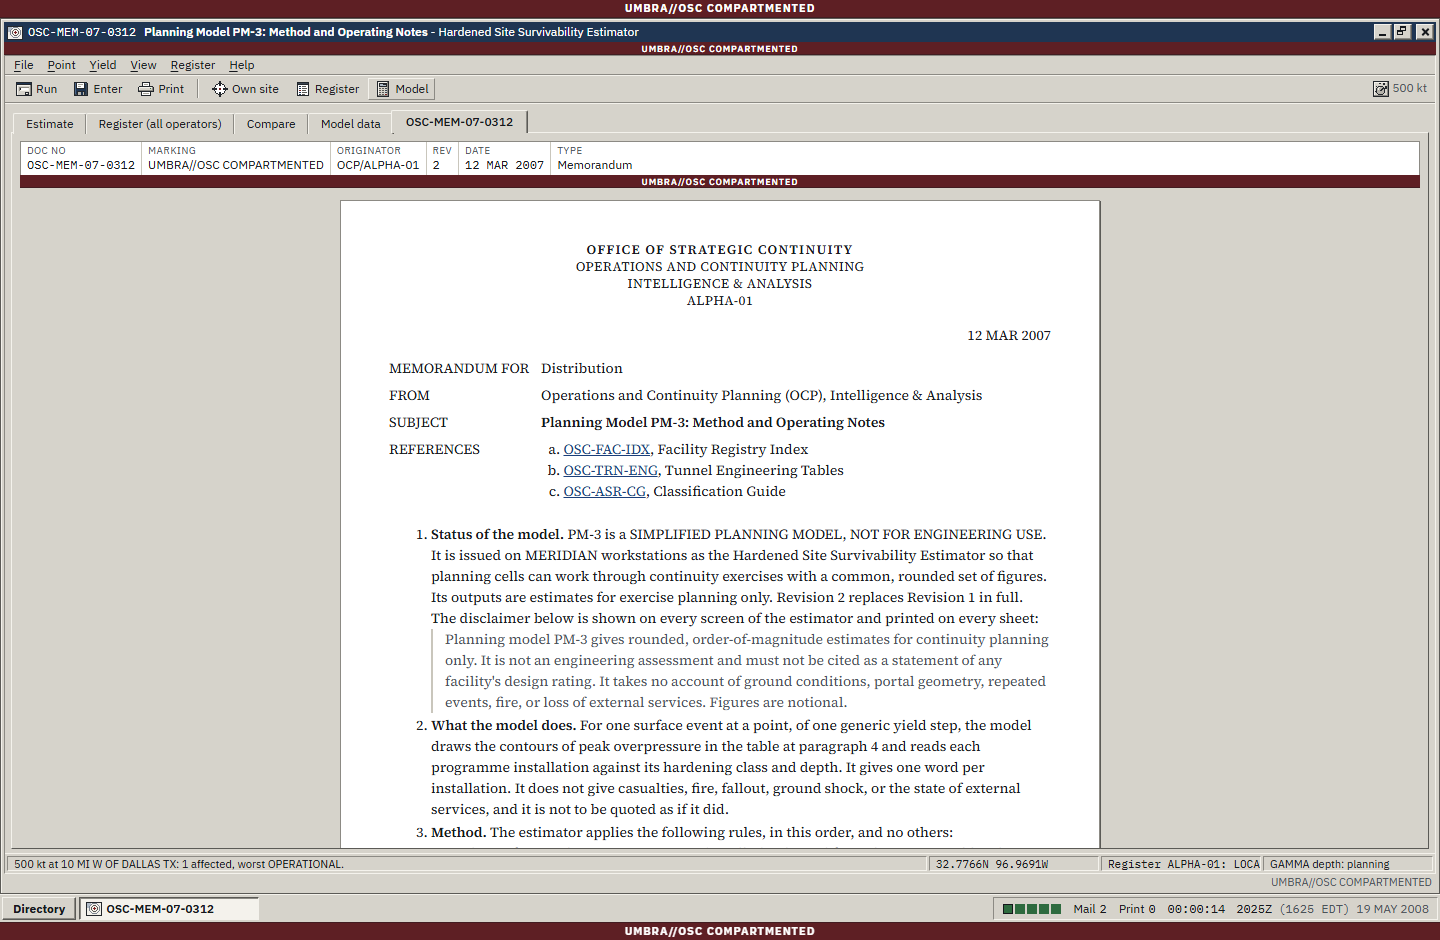 UMBRA//OSC COMPARTMENTED
OSC-MEM-07-0312 Planning Model PM-3: Method and Operating Notes - Hardened Site Survivability Estimator
UMBRA//OSC COMPARTMENTED
File Point Yield View Register Help
Run Enter Print Own site Register Model 500 kt
Estimate Register (all operators) Compare Model data OSC-MEM-07-0312
DOC NO MARKING ORIGINATOR REV DATE TYPE
OSC-MEM-07-0312 UMBRA//OSC COMPARTMENTED OCP/ALPHA-01 2 12 MAR 2007 Memorandum
UMBRA//OSC COMPARTMENTED
OFFICE OF STRATEGIC CONTINUITY
OPERATIONS AND CONTINUITY PLANNING
INTELLIGENCE & ANALYSIS
ALPHA-01
12 MAR 2007
MEMORANDUM FOR Distribution
FROM Operations and Continuity Planning (OCP), Intelligence & Analysis
SUBJECT Planning Model PM-3: Method and Operating Notes
REFERENCES a. OSC-FAC-IDX, Facility Registry Index
b. OSC-TRN-ENG, Tunnel Engineering Tables
c. OSC-ASR-CG, Classification Guide
1. Status of the model. PM-3 is a SIMPLIFIED PLANNING MODEL, NOT FOR ENGINEERING USE.
It is issued on MERIDIAN workstations as the Hardened Site Survivability Estimator so that
planning cells can work through continuity exercises with a common, rounded set of figures.
Its outputs are estimates for exercise planning only. Revision 2 replaces Revision 1 in full.
The disclaimer below is shown on every screen of the estimator and printed on every sheet:
Planning model PM-3 gives rounded, order-of-magnitude estimates for continuity planning
only. It is not an engineering assessment and must not be cited as a statement of any
facility's design rating. It takes no account of ground conditions, portal geometry, repeated
events, fire, or loss of external services. Figures are notional.
2. What the model does. For one surface event at a point, of one generic yield step, the model
draws the contours of peak overpressure in the table at paragraph 4 and reads each
programme installation against its hardening class and depth. It gives one word per
installation. It does not give casualties, fire, fallout, ground shock, or the state of external
services, and it is not to be quoted as if it did.
3. Method. The estimator applies the following rules, in this order, and no others:
500 kt at 10 MI W OF DALLAS TX: 1 affected, worst OPERATIONAL. 32.7766N 96.9691W Register ALPHA-01: LOCA GAMMA depth: planning
UMBRA//OSC COMPARTMENTED
Directory OSC-MEM-07-0312 Mail 2 Print 0 00:00:14 2025Z (1625 EDT) 19 MAY 2008
UMBRA//OSC COMPARTMENTED